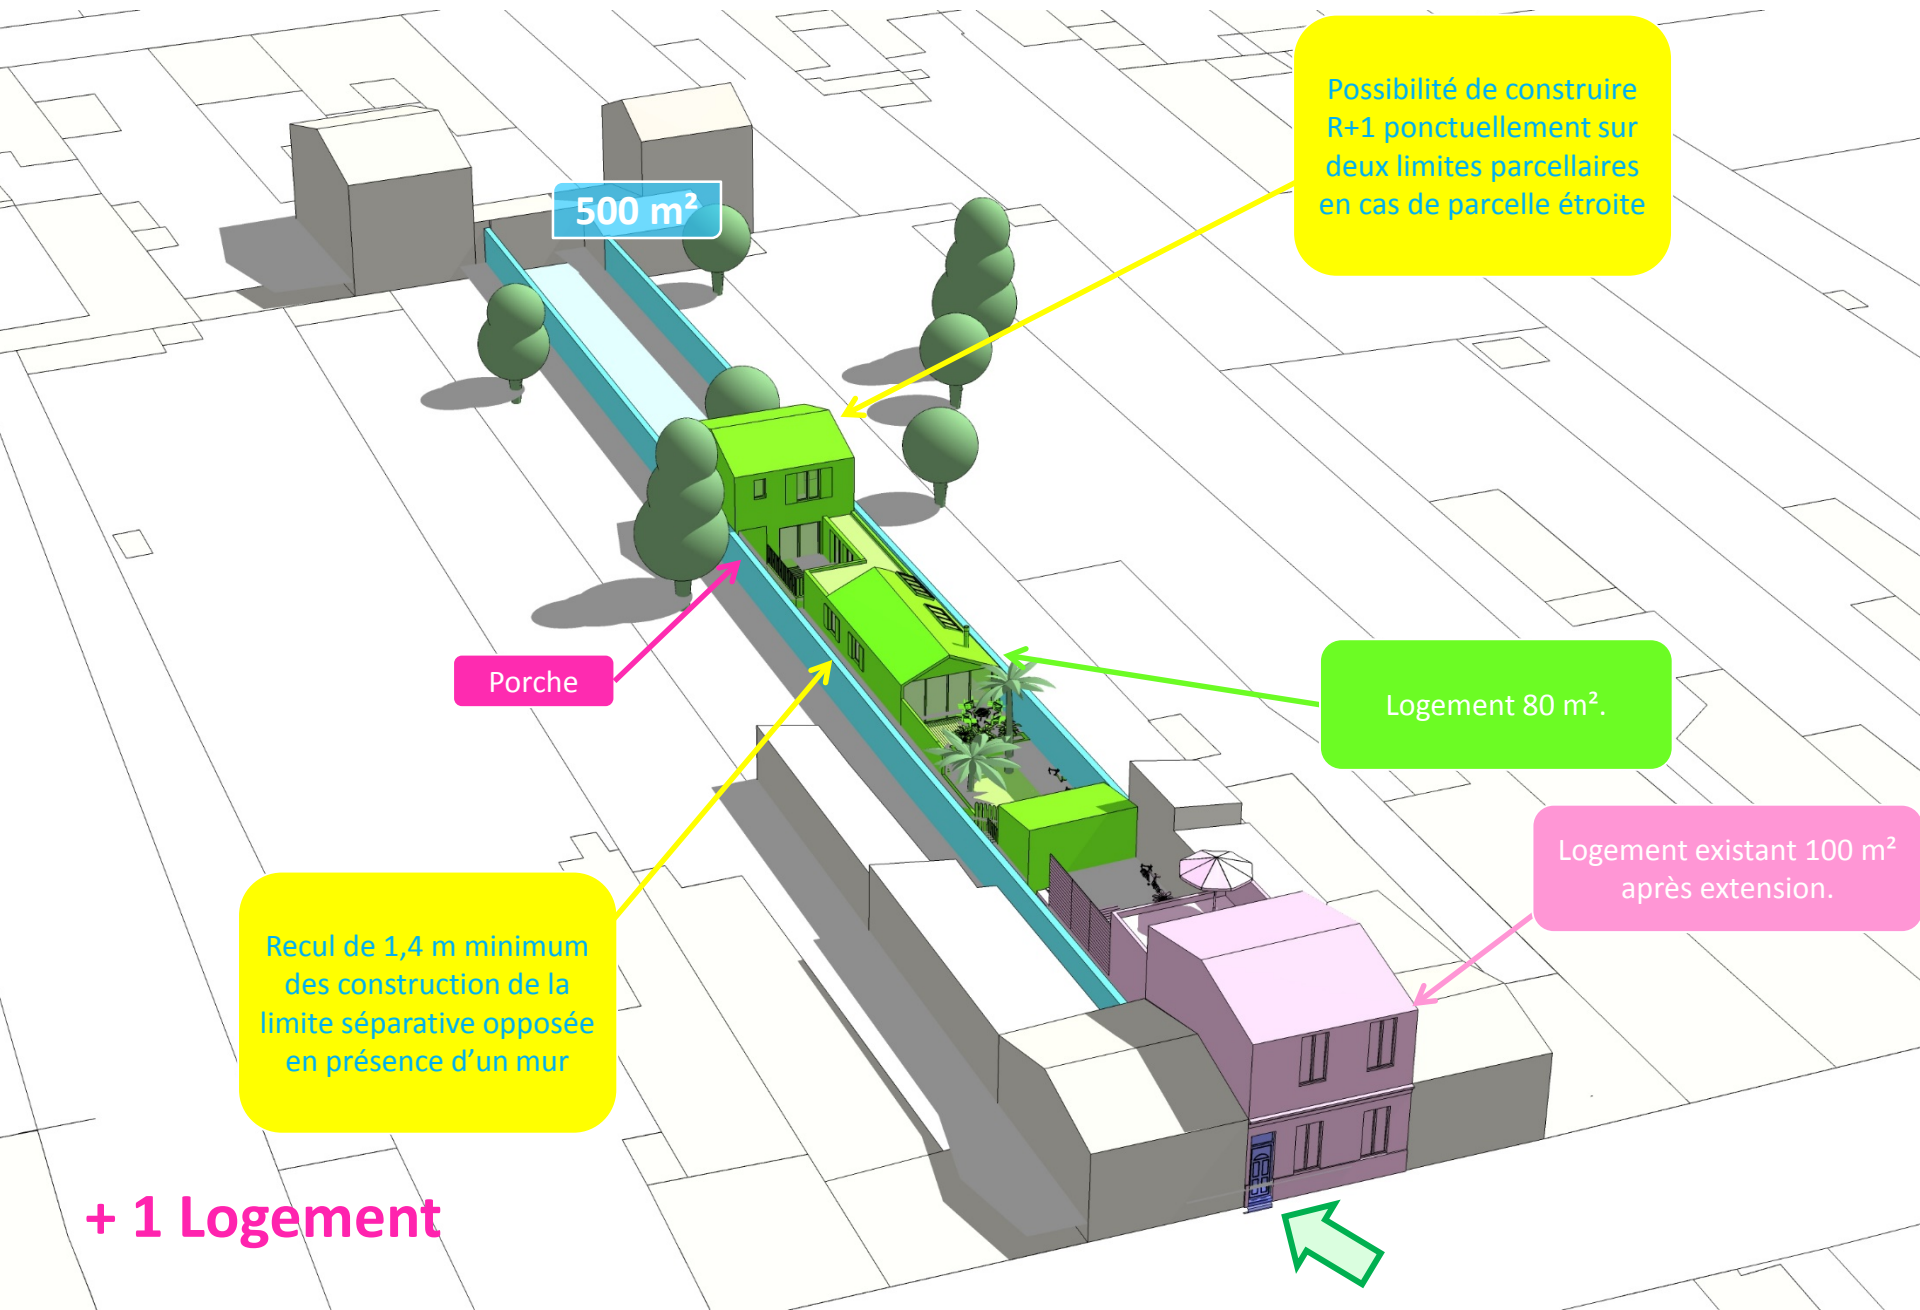 Possibilité de construire
R+1 ponctuellement sur
deux limites parcellaires
en cas de parcelle étroite
500 m²
Porche
Logement 80 m².
Logement existant 100 m²
après extension.
Recul de 1,4 m minimum
des construction de la
limite séparative opposée
en présence d’un mur
+ 1 Logement